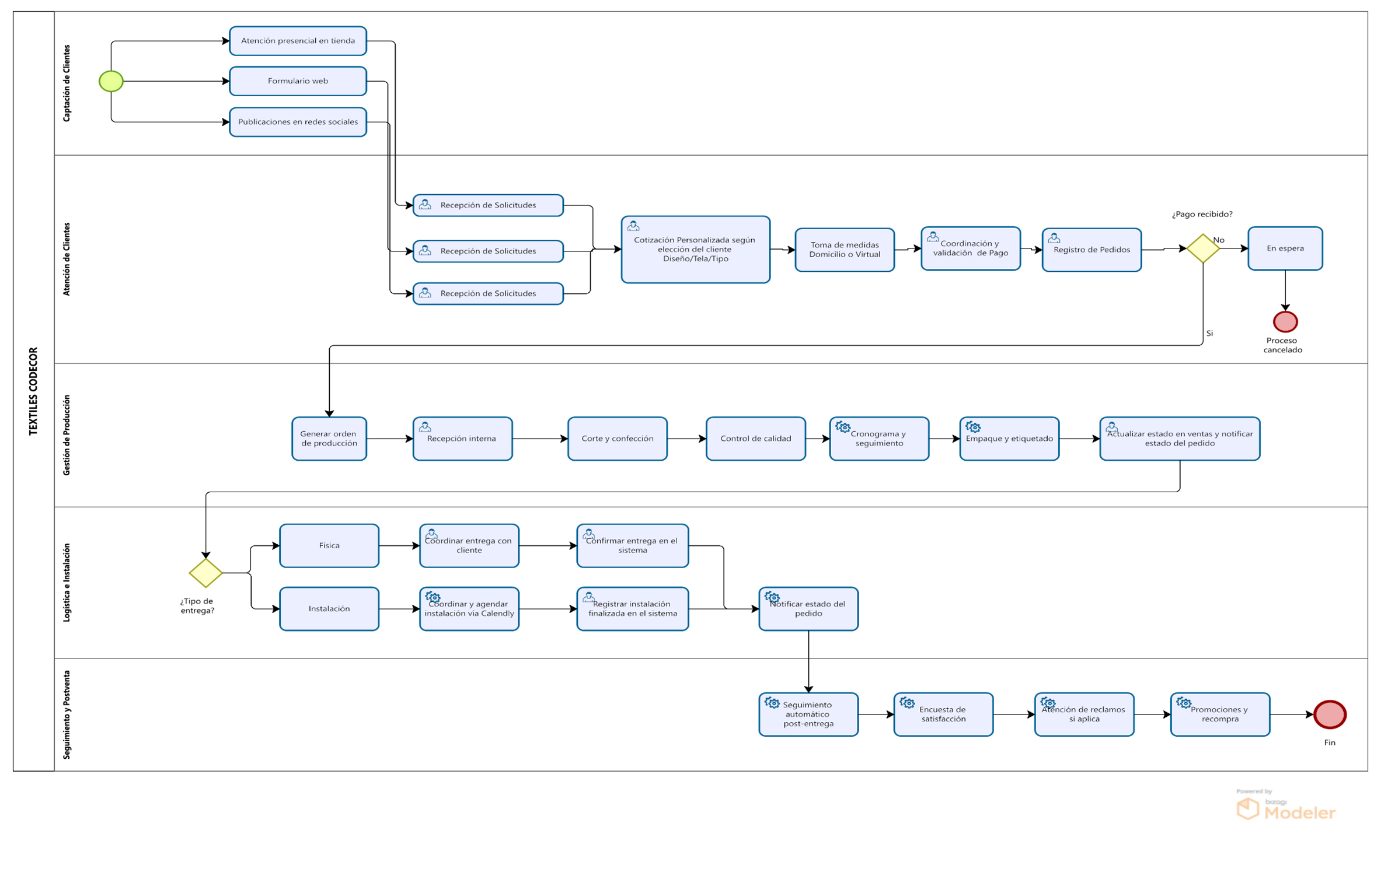 TEXTILES CODECOR
Captación de Clientes
Atención presencial en tienda
Formulario web
Publicaciones en redes sociales
Atención de Clientes
Recepción de Solicitudes
Recepción de Solicitudes
Recepción de Solicitudes
Cotización Personalizada según
elección del cliente
Diseño/Tela/Tipo
Toma de medidas
Domicilio o Virtual
Coordinación y
validación de Pago
Registro de Pedidos
¿Pago recibido?
No
En espera
Si
Proceso
cancelado
Gestión de Producción
Generar orden
de producción
Recepción interna
Corte y confección
Control de calidad
Cronograma y
seguimiento
Empaque y etiquetado
Actualizar estado en ventas y notificar
estado del pedido
Logística e Instalación
¿Tipo de
entrega?
Física
Coordinar entrega con
cliente
Confirmar entrega en el
sistema
Instalación
Coordinar y agendar
instalación via Calendly
Registrar instalación
finalizada en el sistema
Notificar estado del
pedido
Seguimiento y Postventa
Seguimiento
automático
post-entrega
Encuesta de
satisfacción
Atención de reclamos
si aplica
Promociones y
recompra
Fin
Powered by
bizagi
Modeler